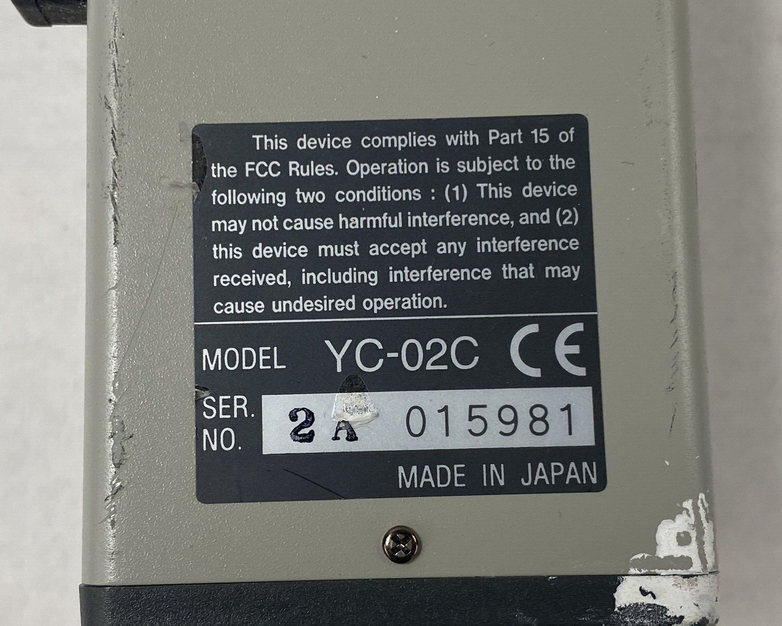 This device complies with Part 15 of
the FCC Rules. Operation is subject to the
following two conditions : (1) This device
may not cause harmful interference, and (2)
this device must accept any interference
received, including interference that may
cause undesired operation.
MODEL YC-02C CE
SER. NO. 2 A 015981
MADE IN JAPAN